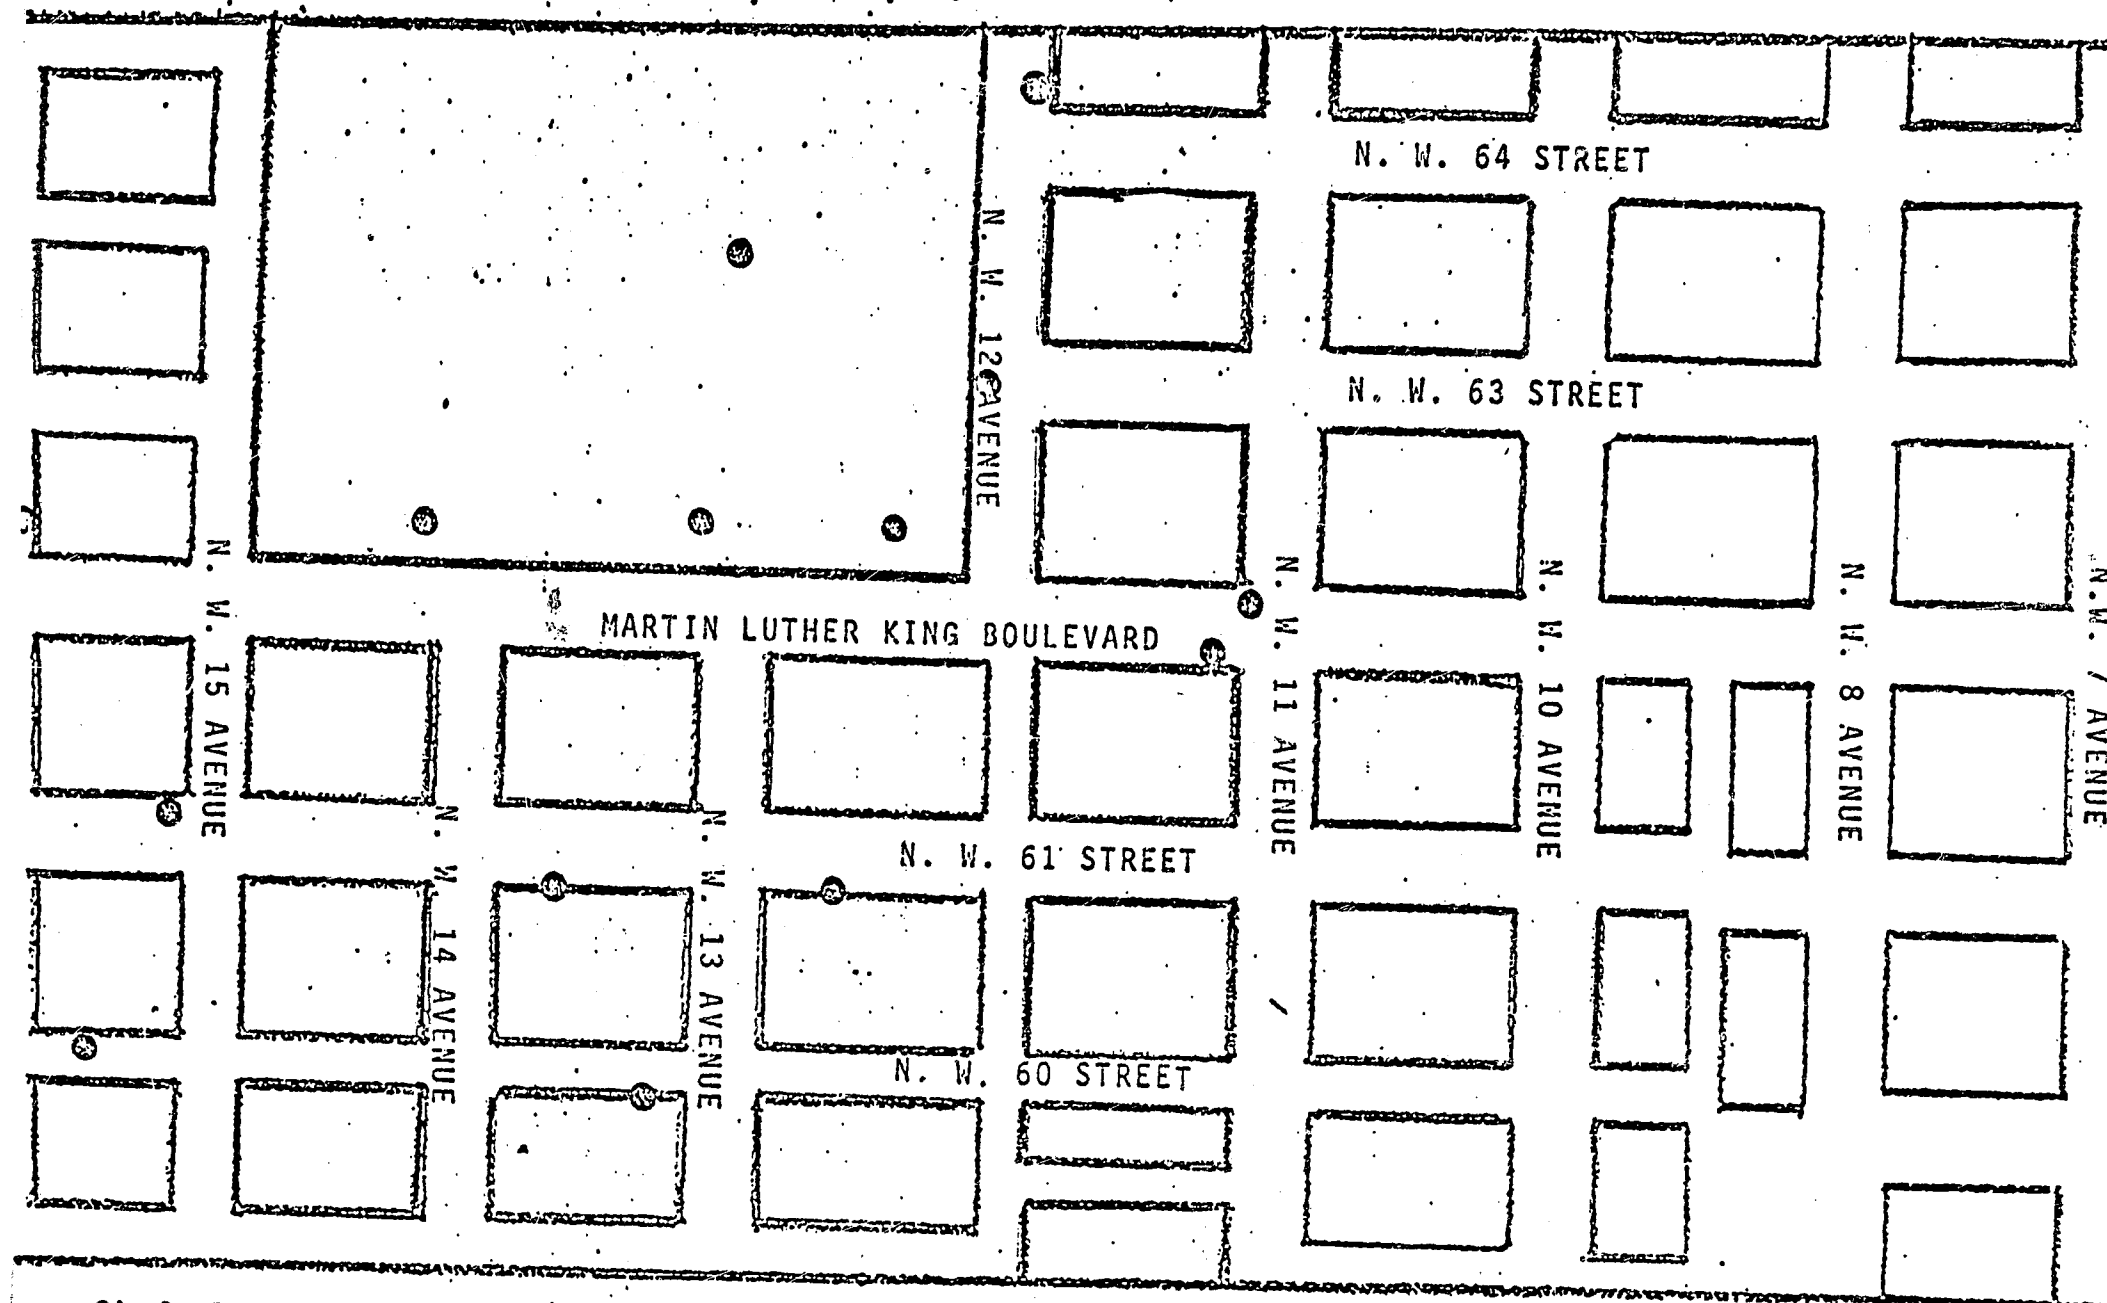 N. W. 64 STREET
N. W. 12 AVENUE
N. W. 63 STREET
N. W. 15 AVENUE
MARTIN LUTHER KING BOULEVARD
N. W. 11 AVENUE
N. W. 10 AVENUE
N. W. 8 AVENUE
N.W. 7 AVENUE
N. W. 14 AVENUE
N. W. 13 AVENUE
N. W. 61 STREET
N. W. 60 STREET